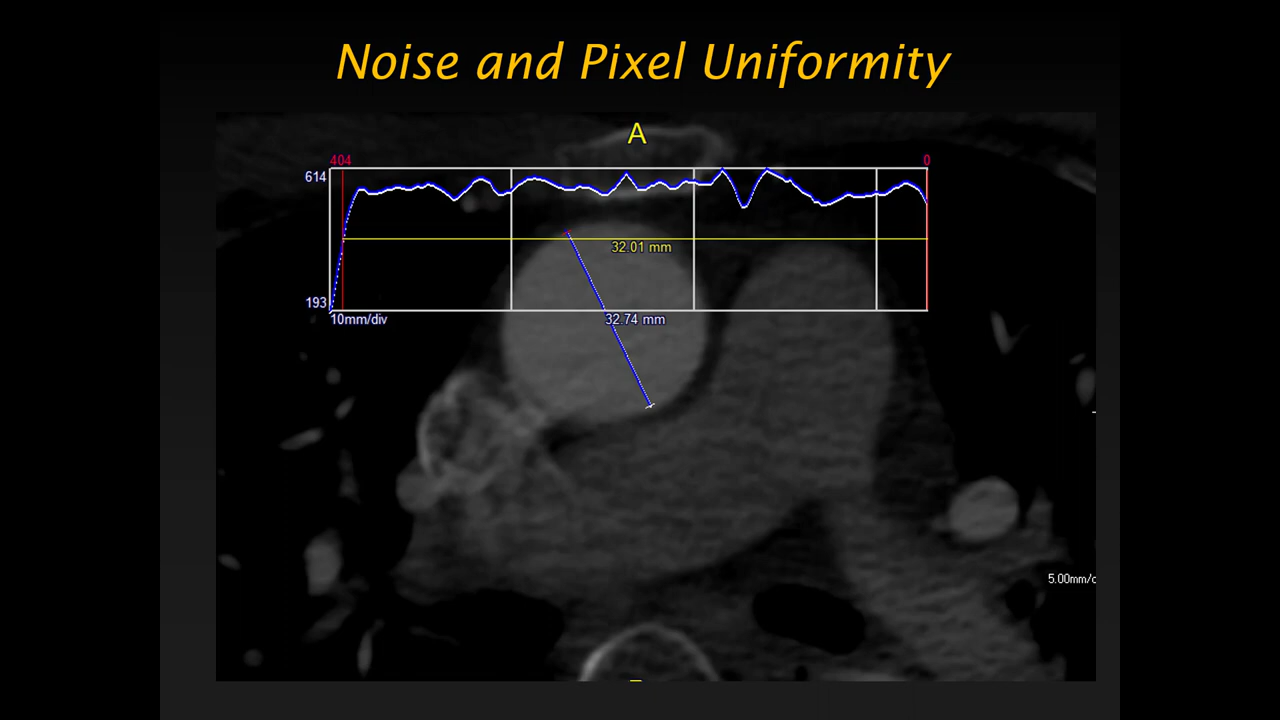 Noise and Pixel Uniformity
A
404 0
614
32.01 mm
193
10mm/div 32.74 mm
5.00mm/